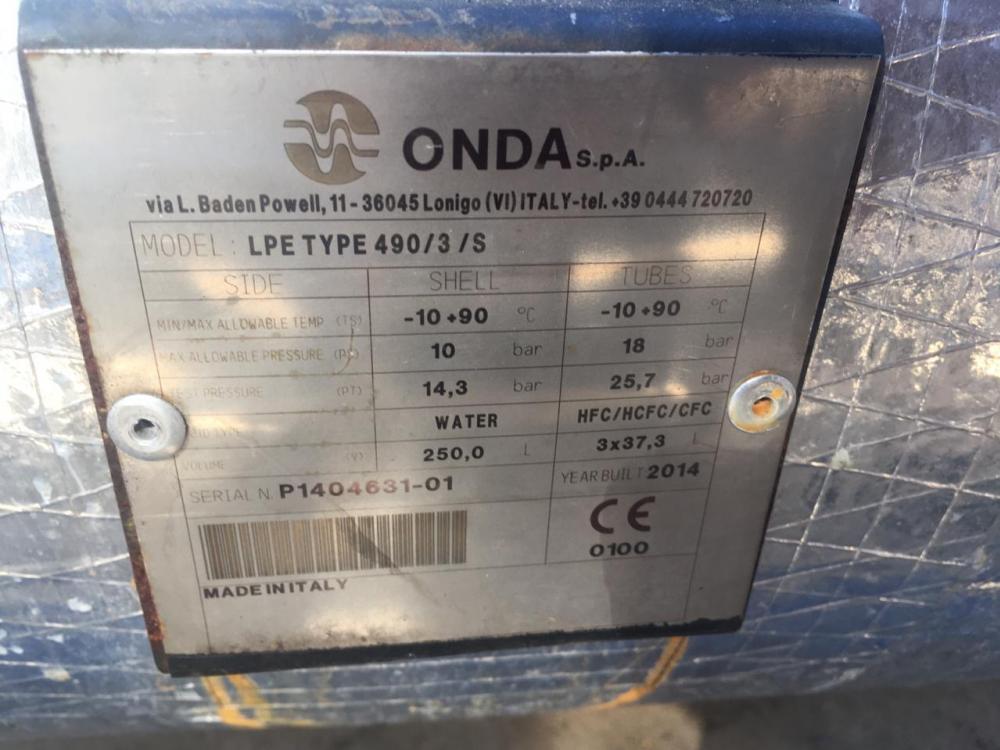 ONDA S.p.A.
via L. Baden Powell, 11 - 36045 Lonigo (VI) ITALY-tel. +39 0444 720720
MODEL : LPE TYPE 490/3 /S
SIDE SHELL TUBES
MIN/MAX ALLOWABLE TEMP (TS) -10 +90 °C -10 +90 °C
MAX ALLOWABLE PRESSURE (PS) 10 bar 18 bar
TEST PRESSURE (PT) 14,3 bar 25,7 bar
WATER HFC/HCFC/CFC
VOLUME (V) 250,0 L 3x37,3 L
SERIAL N. P1404631-01 YEAR BUILT 2014
CE
0100
MADE IN ITALY